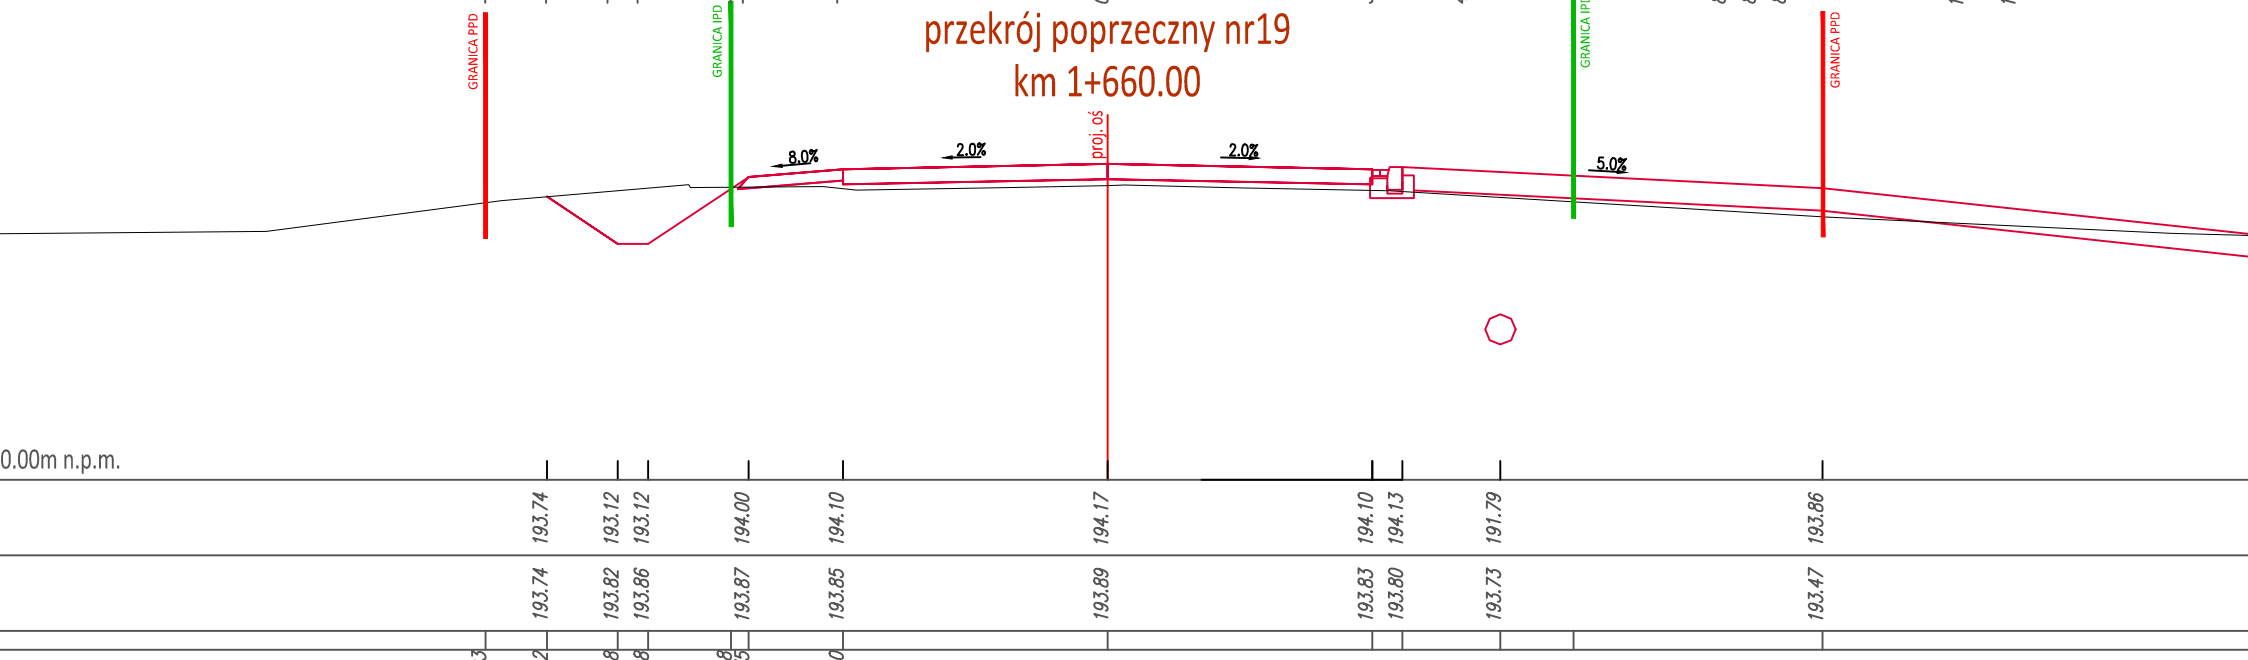 GRANICA PPD
GRANICA IPD
przekrój poprzeczny nr19
km 1+660.00
GRANICA IPD
GRANICA PPD
proj. oś
8.0%
2.0%
2.0%
5.0%
0.00m n.p.m.
193.74 193.12 193.12 194.00 194.10 194.17 194.10 194.13 191.79 193.86
193.74 193.82 193.86 193.87 193.85 193.89 193.83 193.80 193.73 193.47